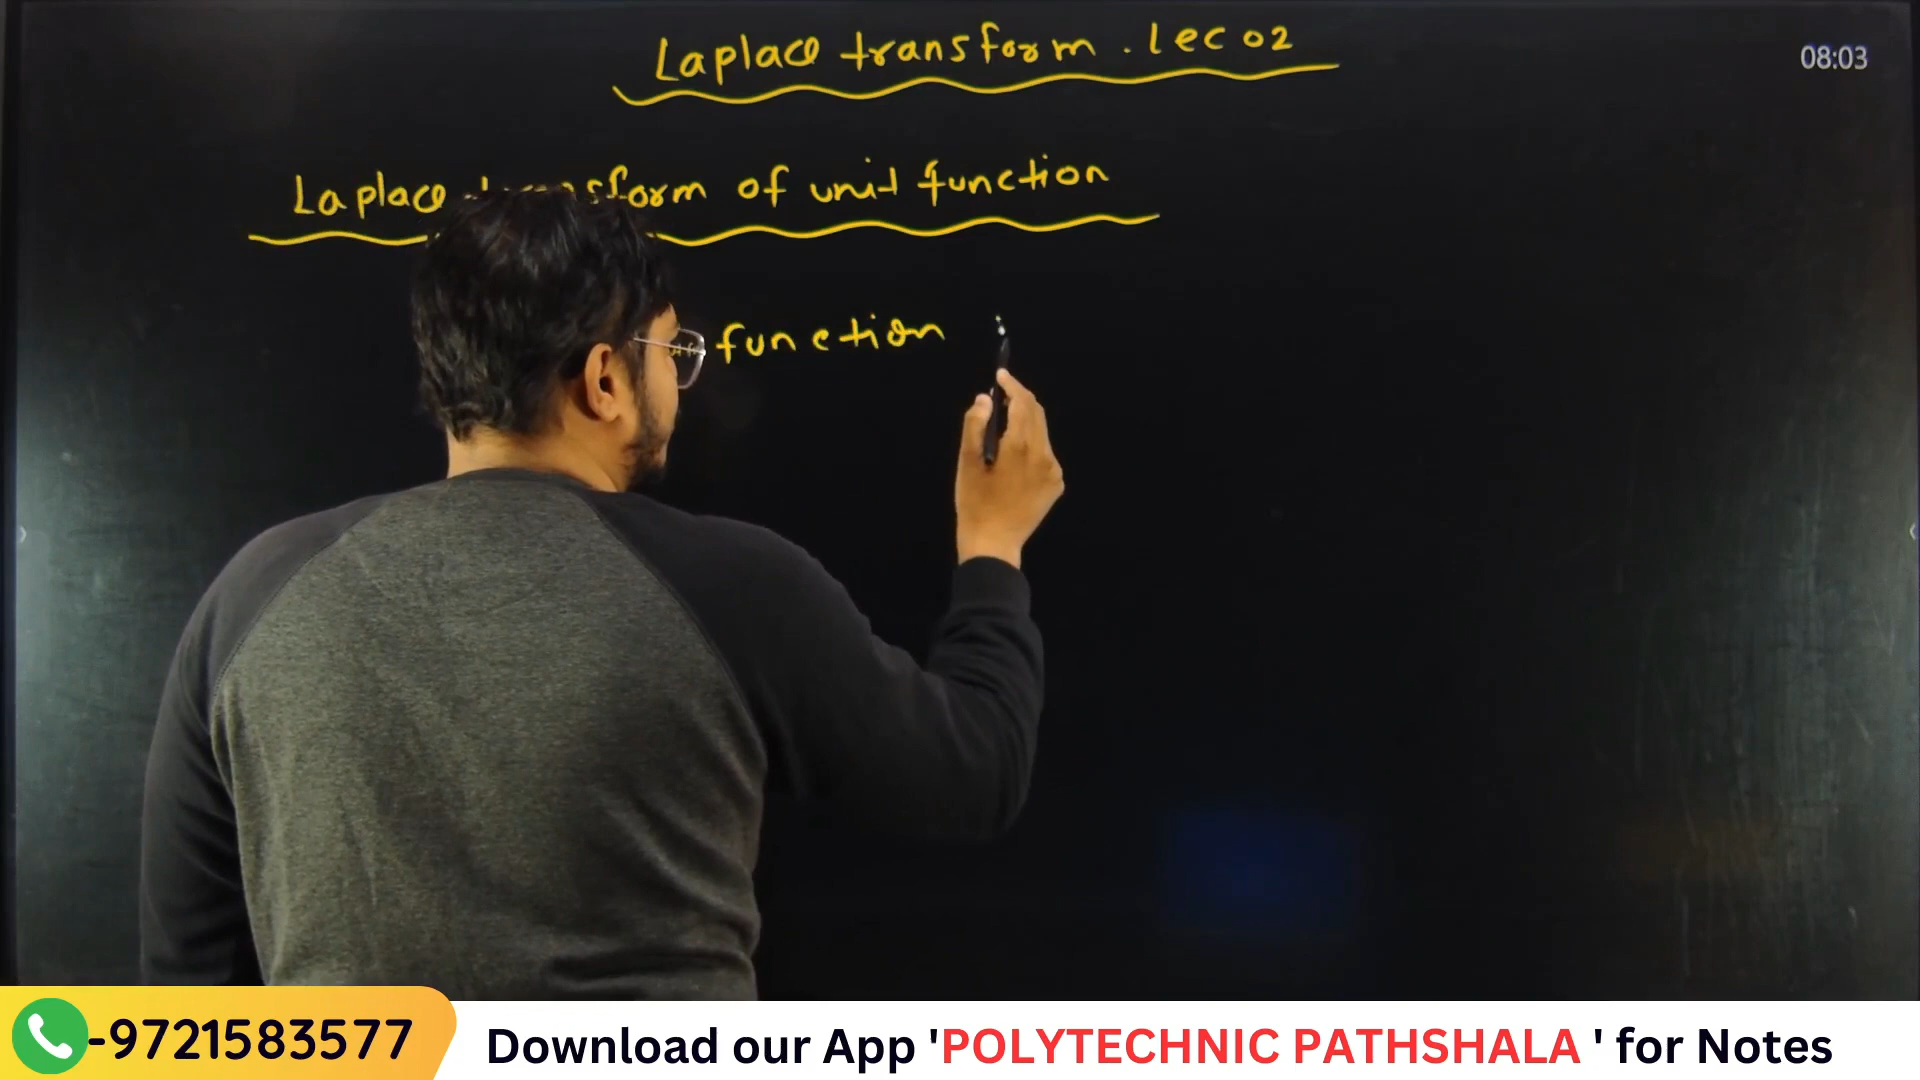 Laplace transform . Lec 02
08:03
Laplace transform of unit function
function
-9721583577
Download our App 'POLYTECHNIC PATHSHALA ' for Notes